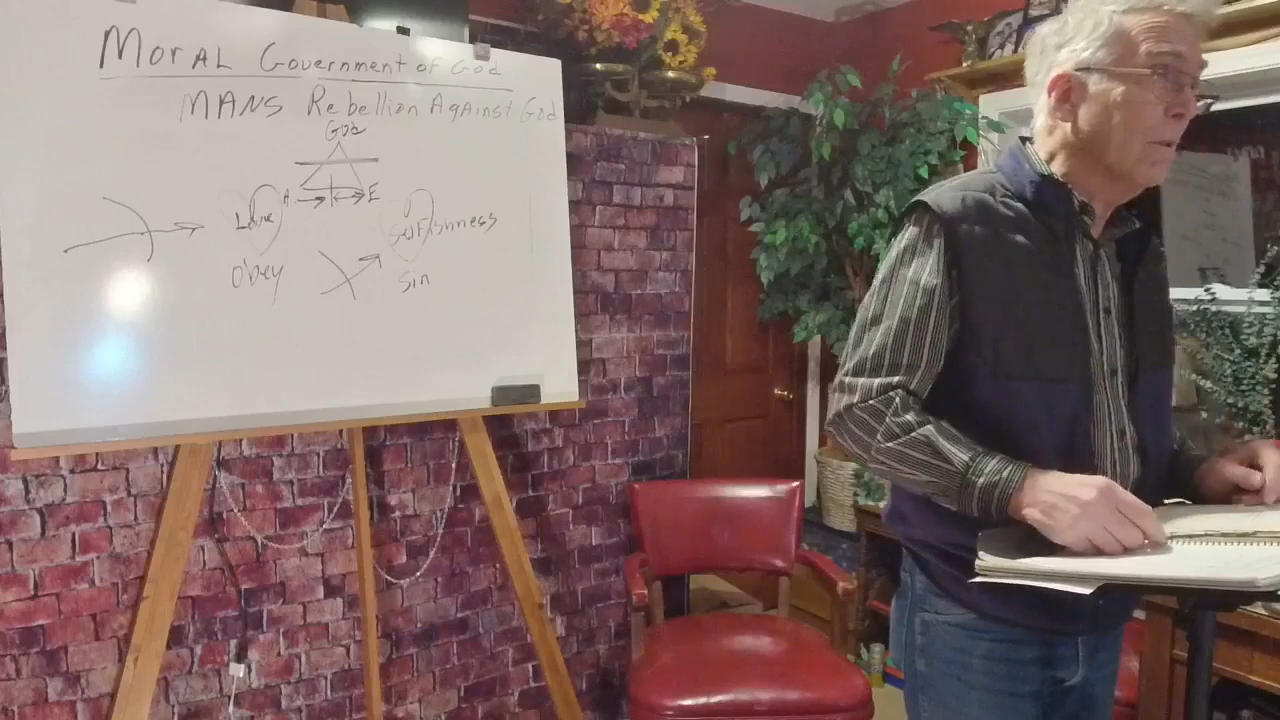 MORAL Government of God
MANS Rebellion Against God
God
A E
Love Selfishness
Obey Sin